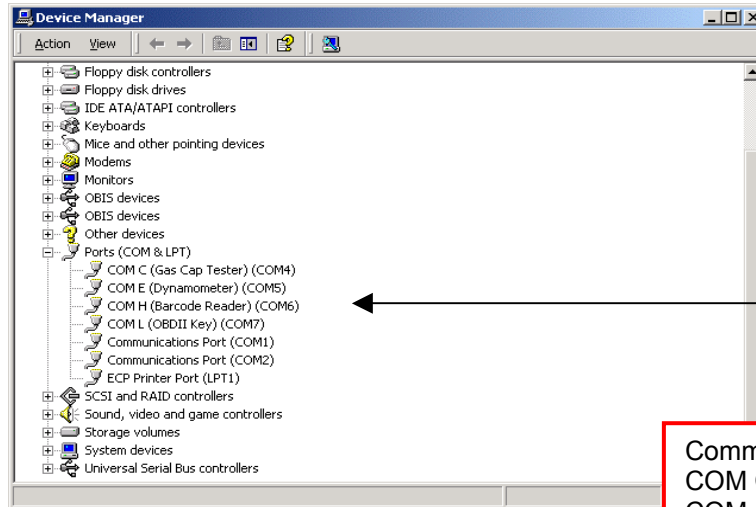 Device Manager
Action View
Floppy disk controllers
Floppy disk drives
IDE ATA/ATAPI controllers
Keyboards
Mice and other pointing devices
Modems
Monitors
OBIS devices
OBIS devices
Other devices
Ports (COM & LPT)
COM C (Gas Cap Tester) (COM4)
COM E (Dynamometer) (COM5)
COM H (Barcode Reader) (COM6)
COM L (OBDII Key) (COM7)
Communications Port (COM1)
Communications Port (COM2)
ECP Printer Port (LPT1)
SCSI and RAID controllers
Sound, video and game controllers
Storage volumes
System devices
Universal Serial Bus controllers
COM